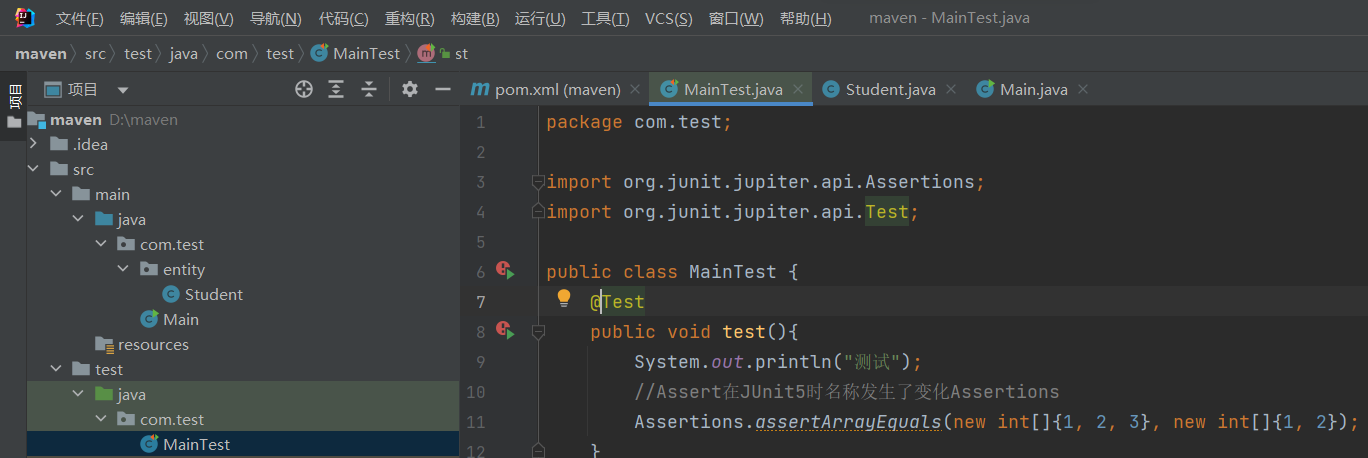 文件(F) 编辑(E) 视图(V) 导航(N) 代码(C) 重构(R) 构建(B) 运行(U) 工具(T) VCS(S) 窗口(W) 帮助(H) maven - MainTest.java
maven src test java com test MainTest m st
项目
项目
maven D:\maven
.idea
src
main
java
com.test
entity
Student
Main
resources
test
java
com.test
MainTest
pom.xml (maven) MainTest.java Student.java Main.java
1 package com.test;
2
3 import org.junit.jupiter.api.Assertions;
4 import org.junit.jupiter.api.Test;
5
6 public class MainTest {
7 @Test
8 public void test(){
9 System.out.println("测试");
10 //Assert在JUnit5时名称发生了变化Assertions
11 Assertions.assertArrayEquals(new int[]{1, 2, 3}, new int[]{1, 2});
12 }